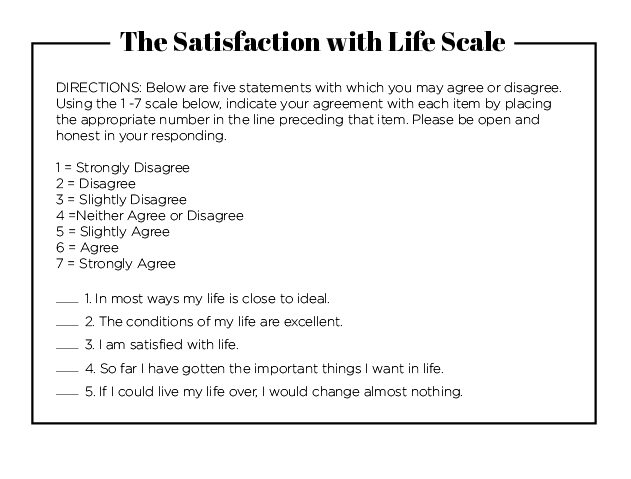 The Satisfaction with Life Scale
DIRECTIONS: Below are five statements with which you may agree or disagree.
Using the 1 -7 scale below, indicate your agreement with each item by placing
the appropriate number in the line preceding that item. Please be open and
honest in your responding.
1 = Strongly Disagree
2 = Disagree
3 = Slightly Disagree
4 =Neither Agree or Disagree
5 = Slightly Agree
6 = Agree
7 = Strongly Agree
___ 1. In most ways my life is close to ideal.
___ 2. The conditions of my life are excellent.
___ 3. I am satisfied with life.
___ 4. So far I have gotten the important things I want in life.
___ 5. If I could live my life over, I would change almost nothing.